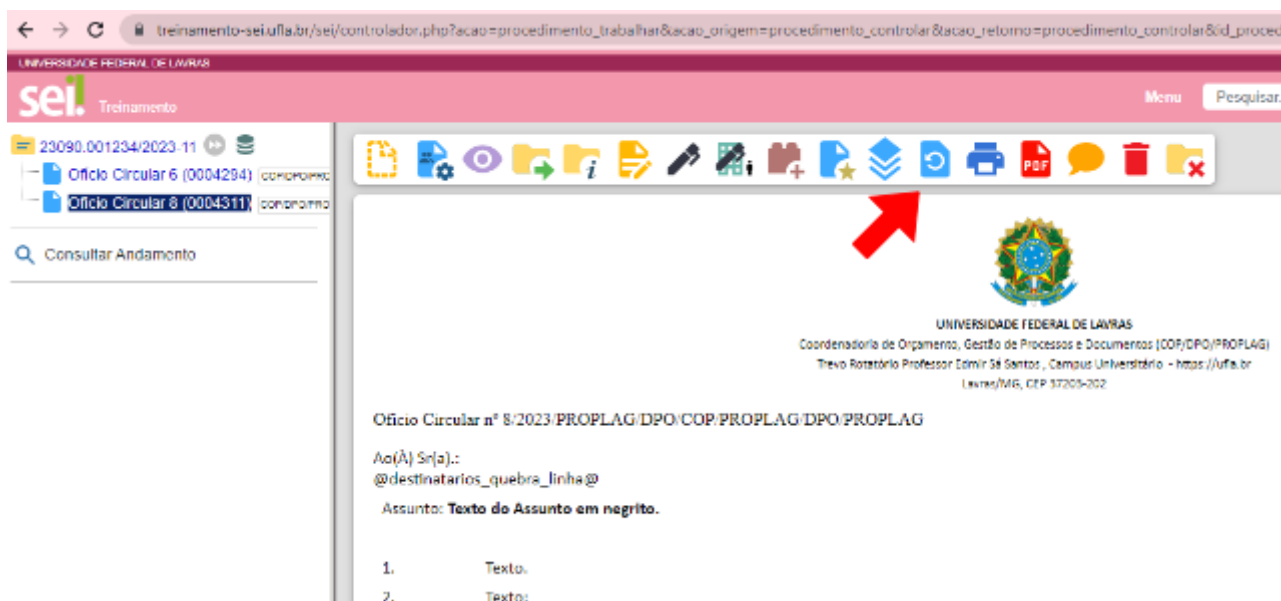 treinamento-sei.ufla.br/sei/controlador.php?acao=procedimento_trabalhar&acao_origem=procedimento_controlar&acao_retorno=procedimento_controlar&id_proced
UNIVERSIDADE FEDERAL DE LAVRAS
sei. Treinamento
Menu
Pesquisar.
23090.001234/2023-11
Oficio Circular 6 (0004294)
Oficio Circular 8 (0004311)
Consultar Andamento
PDF
UNIVERSIDADE FEDERAL DE LAVRAS
Coordenadoria de Orçamento, Gestão de Processos e Documentos (COP/DPO/PROPLAG)
Trevo Rotatório Professor Edmir Sá Santos , Campus Universitário - https://ufla.br
Lavras/MG, CEP 37203-202
Ofício Circular nº 8/2023/PROPLAG/DPO/COP/PROPLAG/DPO/PROPLAG
Ao(À) Sr(a).:
@destinatarios_quebra_linha@
Assunto: Texto do Assunto em negrito.
1. Texto.
2. Texto: